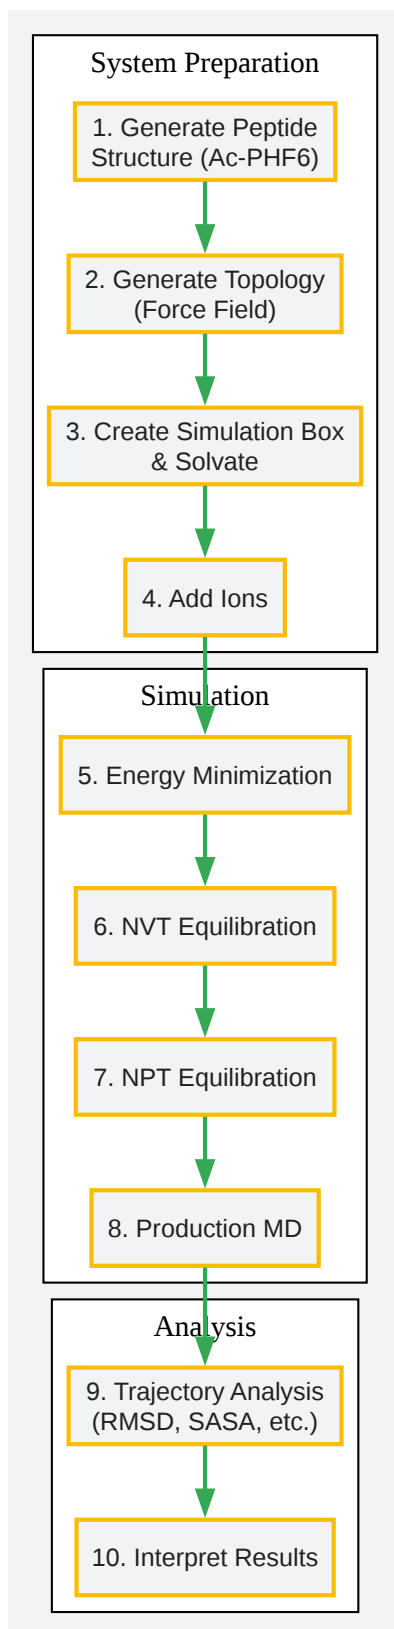 System Preparation
1. Generate Peptide
Structure (Ac-PHF6)
2. Generate Topology
(Force Field)
3. Create Simulation Box
& Solvate
4. Add Ions
Simulation
5. Energy Minimization
6. NVT Equilibration
7. NPT Equilibration
8. Production MD
Analysis
9. Trajectory Analysis
(RMSD, SASA, etc.)
10. Interpret Results